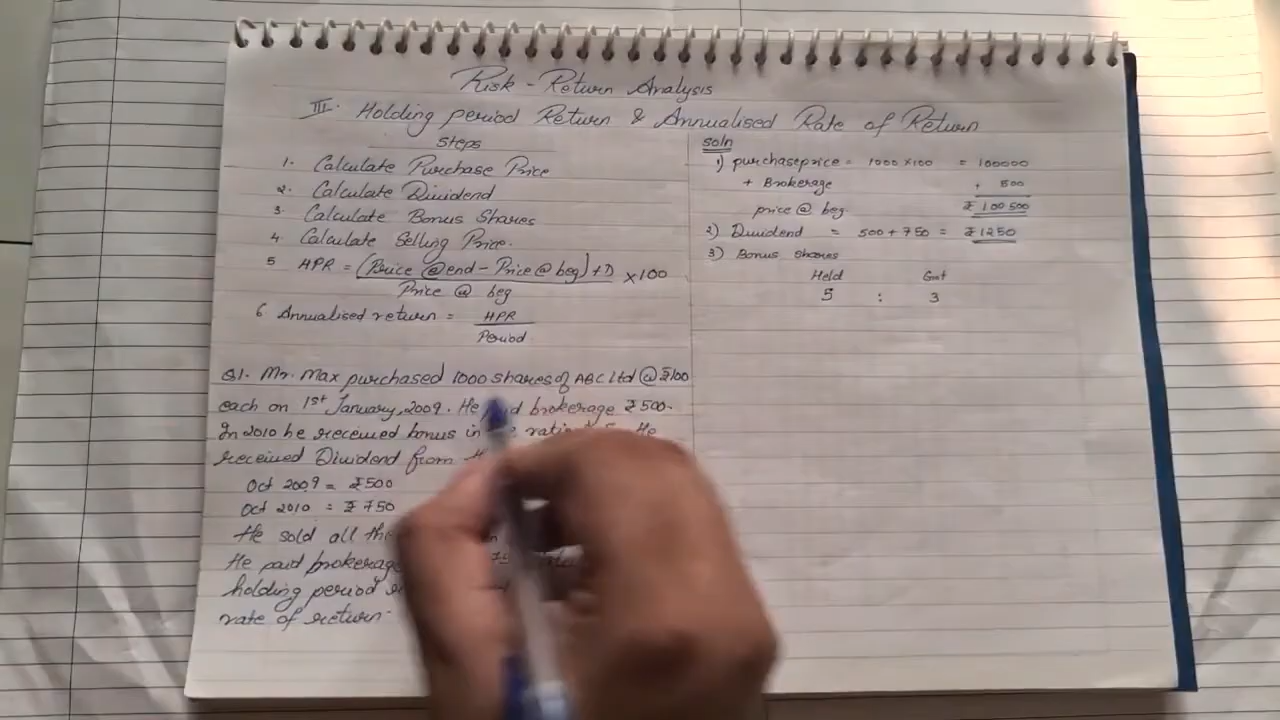 Risk - Return Analysis
III. Holding period Return & Annualised Rate of Return
Steps
1. Calculate Purchase Price
2. Calculate Dividend
3. Calculate Bonus Shares
4. Calculate Selling Price.
5 HPR = (Price @ end - Price @ beg) + D × 100
Price @ beg
6. Annualised return = HPR
Period
Q1. Mr. Max purchased 1000 shares of ABC Ltd @ ₹100
each on 1st January, 2009. He brokerage ₹500.
In 2010 he received bonus in He
received Dividend from
Oct 2009 = ₹500
Oct 2010 = ₹750
He sold all
He paid brokerage
holding period
rate of return
Soln
1) purchase price = 1000 × 100 = 100000
+ Brokerage + 500
price @ beg. ₹100500
2) Dividend = 500 + 750 = ₹1250
3) Bonus Shares
Held Gmt
5 : 3